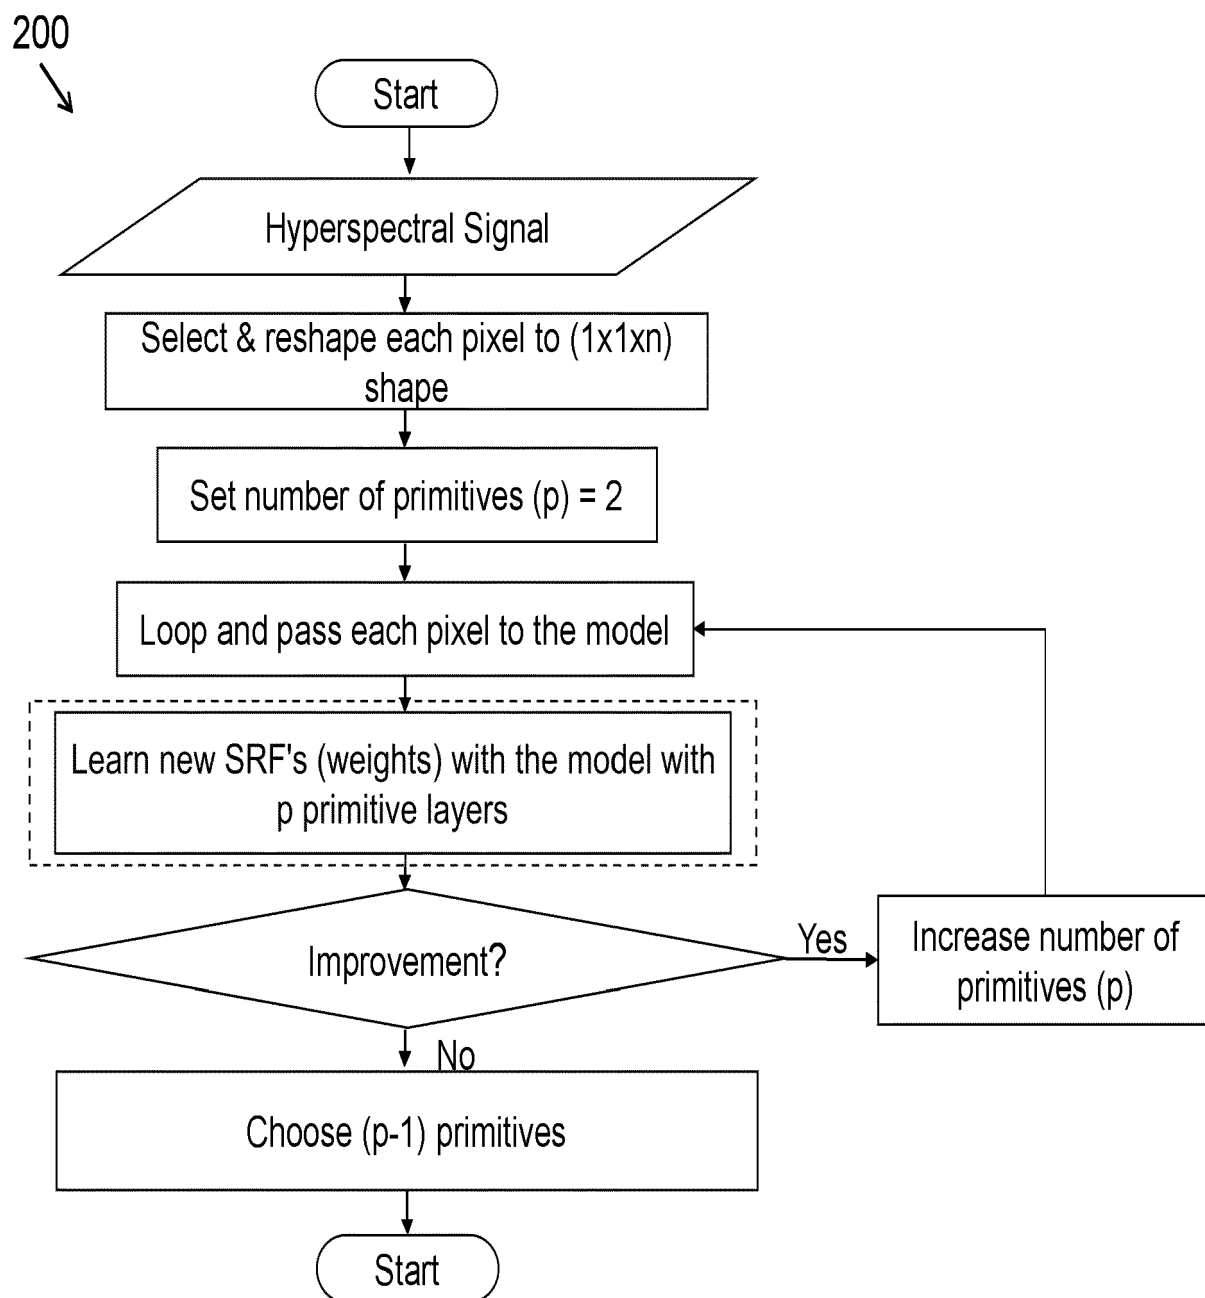 200
Start
Hyperspectral Signal
Select & reshape each pixel to (1x1xn)
shape
Set number of primitives (p) = 2
Loop and pass each pixel to the model
Learn new SRF's (weights) with the model with
p primitive layers
Improvement?
Yes
Increase number of
primitives (p)
No
Choose (p-1) primitives
Start